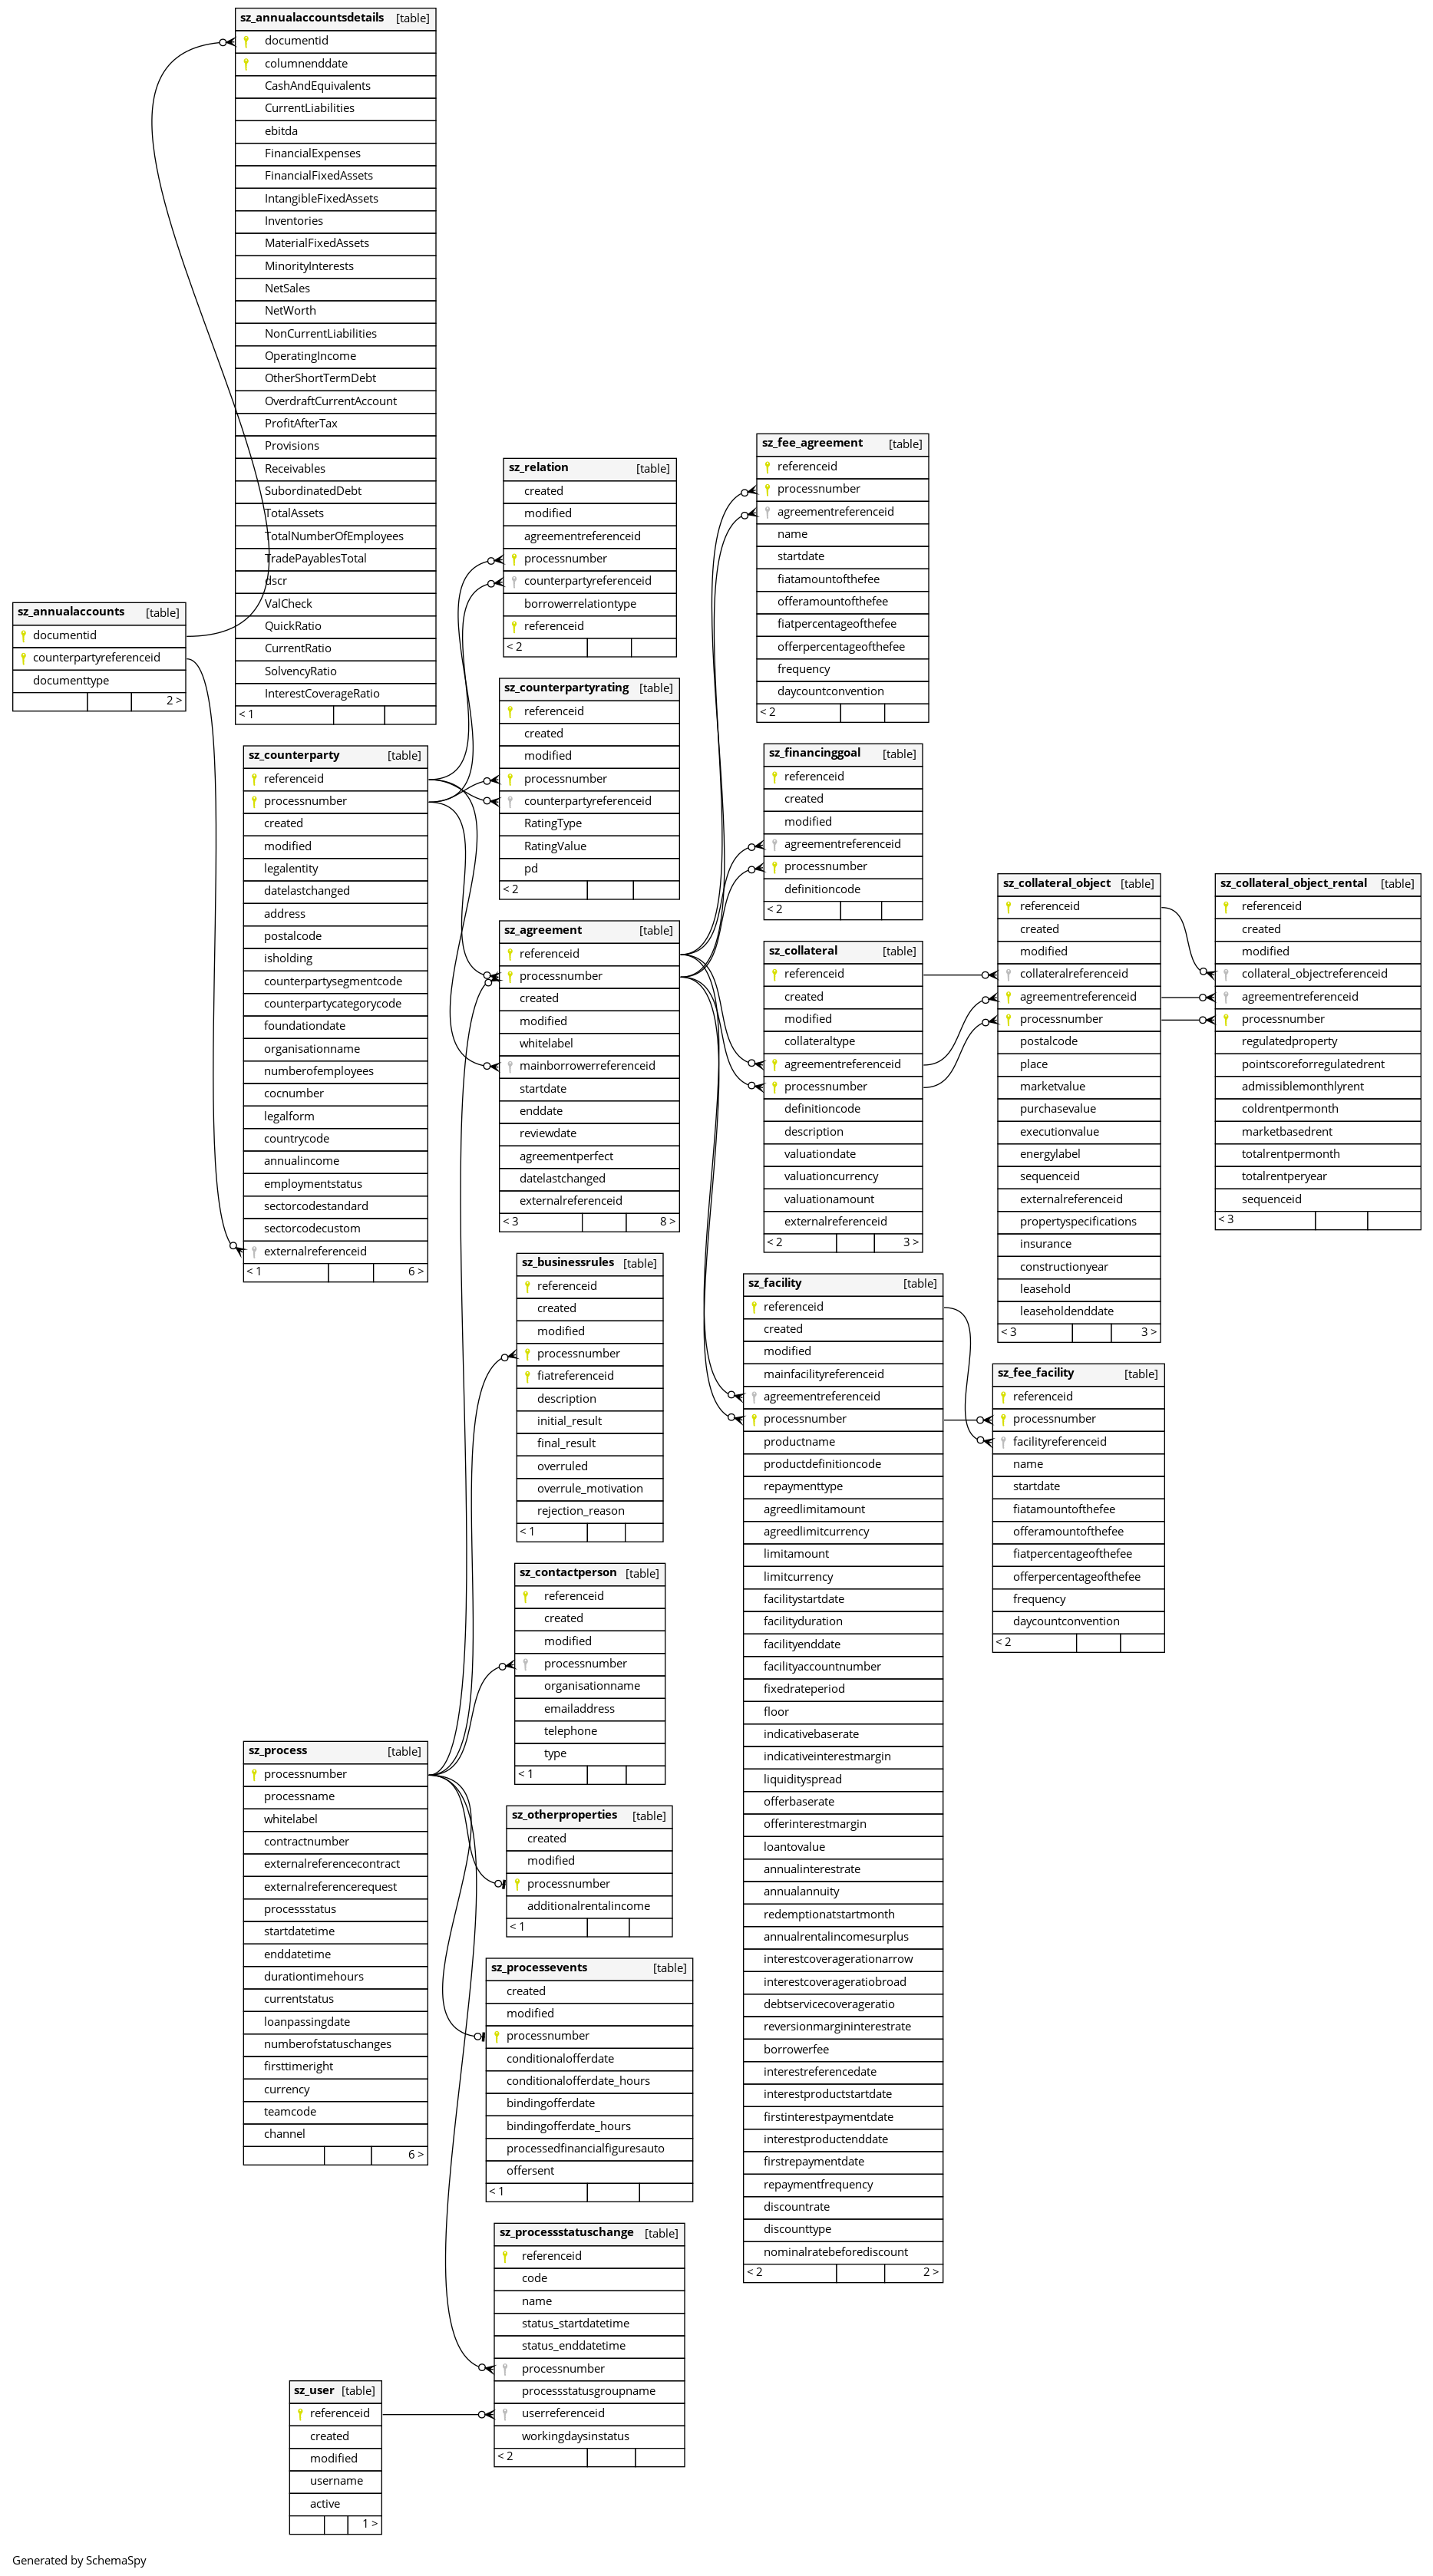 sz_annualaccountsdetails [table]
documentid
columnenddate
CashAndEquivalents
CurrentLiabilities
ebitda
FinancialExpenses
FinancialFixedAssets
IntangibleFixedAssets
Inventories
MaterialFixedAssets
MinorityInterests
NetSales
NetWorth
NonCurrentLiabilities
OperatingIncome
OtherShortTermDebt
OverdraftCurrentAccount
ProfitAfterTax
Provisions
Receivables
SubordinatedDebt
TotalAssets
TotalNumberOfEmployees
TradePayablesTotal
dscr
ValCheck
QuickRatio
CurrentRatio
SolvencyRatio
InterestCoverageRatio
< 1
sz_annualaccounts [table]
documentid
counterpartyreferenceid
documenttype
2 >
sz_counterparty [table]
referenceid
processnumber
created
modified
legalentity
datelastchanged
address
postalcode
isholding
counterpartysegmentcode
counterpartycategorycode
foundationdate
organisationname
numberofemployees
cocnumber
legalform
countrycode
annualincome
employmentstatus
sectorcodestandard
sectorcodecustom
externalreferenceid
< 1 6 >
sz_process [table]
processnumber
processname
whitelabel
contractnumber
externalreferencecontract
externalreferencerequest
processstatus
startdatetime
enddatetime
durationtimehours
currentstatus
loanpassingdate
numberofstatuschanges
firsttimeright
currency
teamcode
channel
6 >
sz_user [table]
referenceid
created
modified
username
active
1 >
sz_relation [table]
created
modified
agreementreferenceid
processnumber
counterpartyreferenceid
borrowerrelationtype
referenceid
< 2
sz_counterpartyrating [table]
referenceid
created
modified
processnumber
counterpartyreferenceid
RatingType
RatingValue
pd
< 2
sz_agreement [table]
referenceid
processnumber
created
modified
whitelabel
mainborrowerreferenceid
startdate
enddate
reviewdate
agreementperfect
datelastchanged
externalreferenceid
< 3 8 >
sz_businessrules [table]
referenceid
created
modified
processnumber
fiatreferenceid
description
initial_result
final_result
overruled
overrule_motivation
rejection_reason
< 1
sz_contactperson [table]
referenceid
created
modified
processnumber
organisationname
emailaddress
telephone
type
< 1
sz_otherproperties [table]
created
modified
processnumber
additionalrentalincome
< 1
sz_processevents [table]
created
modified
processnumber
conditionalofferdate
conditionalofferdate_hours
bindingofferdate
bindingofferdate_hours
processedfinancialfiguresauto
offersent
< 1
sz_processstatuschange [table]
referenceid
code
name
status_startdatetime
status_enddatetime
processnumber
processstatusgroupname
userreferenceid
workingdaysinstatus
< 2
sz_fee_agreement [table]
referenceid
processnumber
agreementreferenceid
name
startdate
fiatamountofthefee
offeramountofthefee
fiatpercentageofthefee
offerpercentageofthefee
frequency
daycountconvention
< 2
sz_financinggoal [table]
referenceid
created
modified
agreementreferenceid
processnumber
definitioncode
< 2
sz_collateral [table]
referenceid
created
modified
collateraltype
agreementreferenceid
processnumber
definitioncode
description
valuationdate
valuationcurrency
valuationamount
externalreferenceid
< 2 3 >
sz_facility [table]
referenceid
created
modified
mainfacilityreferenceid
agreementreferenceid
processnumber
productname
productdefinitioncode
repaymenttype
agreedlimitamount
agreedlimitcurrency
limitamount
limitcurrency
facilitystartdate
facilityduration
facilityenddate
facilityaccountnumber
fixedrateperiod
floor
indicativebaserate
indicativeinterestmargin
liquidityspread
offerbaserate
offerinterestmargin
loantovalue
annualinterestrate
annualannuity
redemptionatstartmonth
annualrentalincomesurplus
interestcoveragerationarrow
interestcoverageratiobroad
debtservicecoverageratio
reversionmargininterestrate
borrowerfee
interestreferencedate
interestproductstartdate
firstinterestpaymentdate
interestproductenddate
firstrepaymentdate
repaymentfrequency
discountrate
discounttype
nominalratebeforediscount
< 2 2 >
sz_collateral_object [table]
referenceid
created
modified
collateralreferenceid
agreementreferenceid
processnumber
postalcode
place
marketvalue
purchasevalue
executionvalue
energylabel
sequenceid
externalreferenceid
propertyspecifications
insurance
constructionyear
leasehold
leaseholdenddate
< 3 3 >
sz_fee_facility [table]
referenceid
processnumber
facilityreferenceid
name
startdate
fiatamountofthefee
offeramountofthefee
fiatpercentageofthefee
offerpercentageofthefee
frequency
daycountconvention
< 2
sz_collateral_object_rental [table]
referenceid
created
modified
collateral_objectreferenceid
agreementreferenceid
processnumber
regulatedproperty
pointscoreforregulatedrent
admissiblemonthlyrent
coldrentpermonth
marketbasedrent
totalrentpermonth
totalrentperyear
sequenceid
< 3
Generated by SchemaSpy